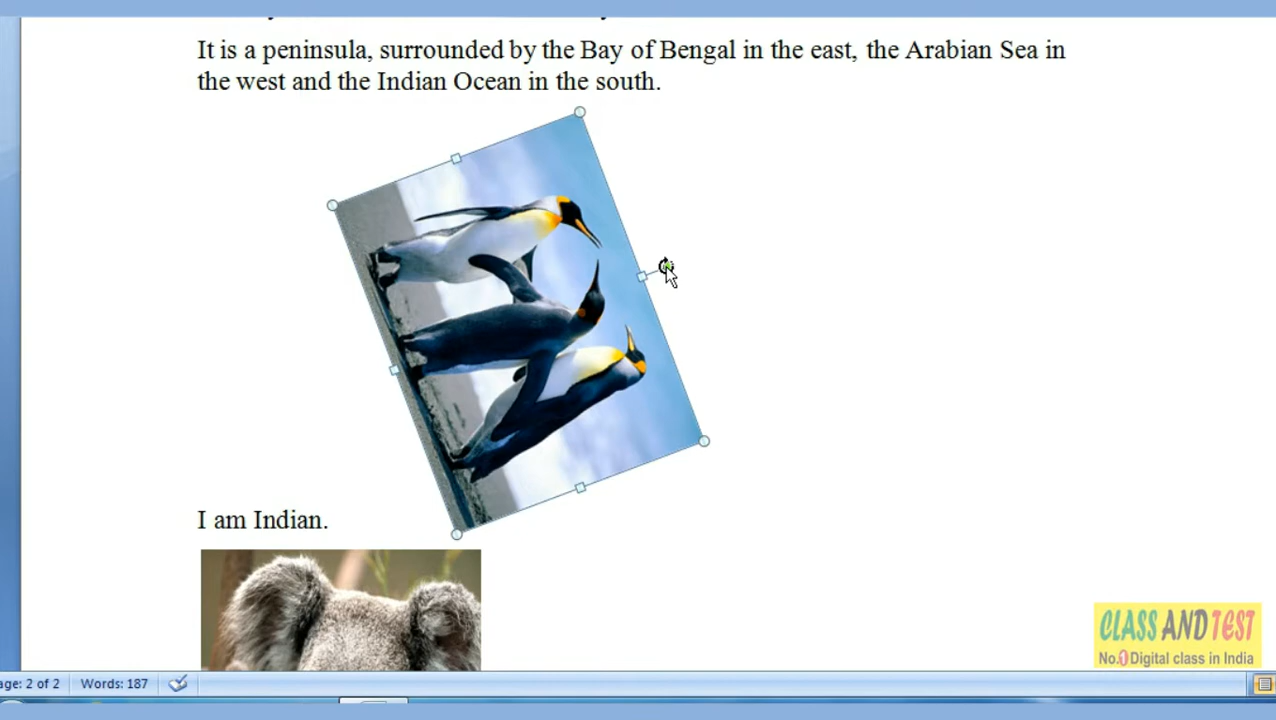 It is a peninsula, surrounded by the Bay of Bengal in the east, the Arabian Sea in
the west and the Indian Ocean in the south.
I am Indian.
CLASS AND TEST
No.1 Digital class in India
age: 2 of 2 Words: 187